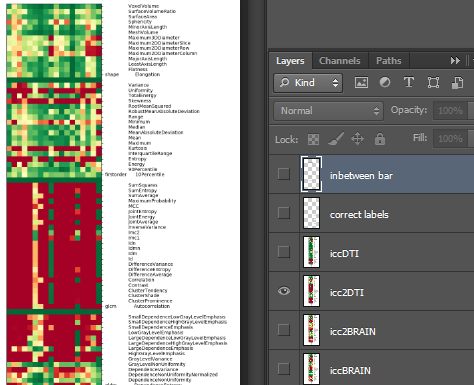 VoxelVolume
SurfaceVolumeRatio
SurfaceArea
Sphericity
MinorAxisLength
MeshVolume
Maximum3DDiameter
Maximum2DDiameterSlice
Maximum2DDiameterRow
Maximum2DDiameterColumn
MajorAxisLength
LeastAxisLength
Flatness
shape Elongation
Variance
Uniformity
TotalEnergy
Skewness
RootMeanSquared
RobustMeanAbsoluteDeviation
Range
Minimum
Median
MeanAbsoluteDeviation
Mean
Maximum
Kurtosis
InterquartileRange
Entropy
Energy
90Percentile
firstorder 10Percentile
SumSquares
SumEntropy
SumAverage
MaximumProbability
MCC
JointEntropy
JointEnergy
JointAverage
InverseVariance
Imc2
Imc1
Idn
Idmn
Idm
Id
DifferenceVariance
DifferenceEntropy
DifferenceAverage
Correlation
Contrast
ClusterTendency
ClusterShade
ClusterProminence
glcm Autocorrelation
SmallDependenceLowGrayLevelEmphasis
SmallDependenceHighGrayLevelEmphasis
SmallDependenceEmphasis
LowGrayLevelEmphasis
LargeDependenceLowGrayLevelEmphasis
LargeDependenceHighGrayLevelEmphasis
LargeDependenceEmphasis
HighGrayLevelEmphasis
GrayLevelVariance
GrayLevelNonUniformity
DependenceVariance
DependenceNonUniformityNormalized
DependenceNonUniformity
Layers Channels Paths
Kind
Normal Opacity: 100%
Lock: Fill: 100%
inbetween bar
correct labels
iccDTI
icc2DTI
icc2BRAIN
iccBRAIN